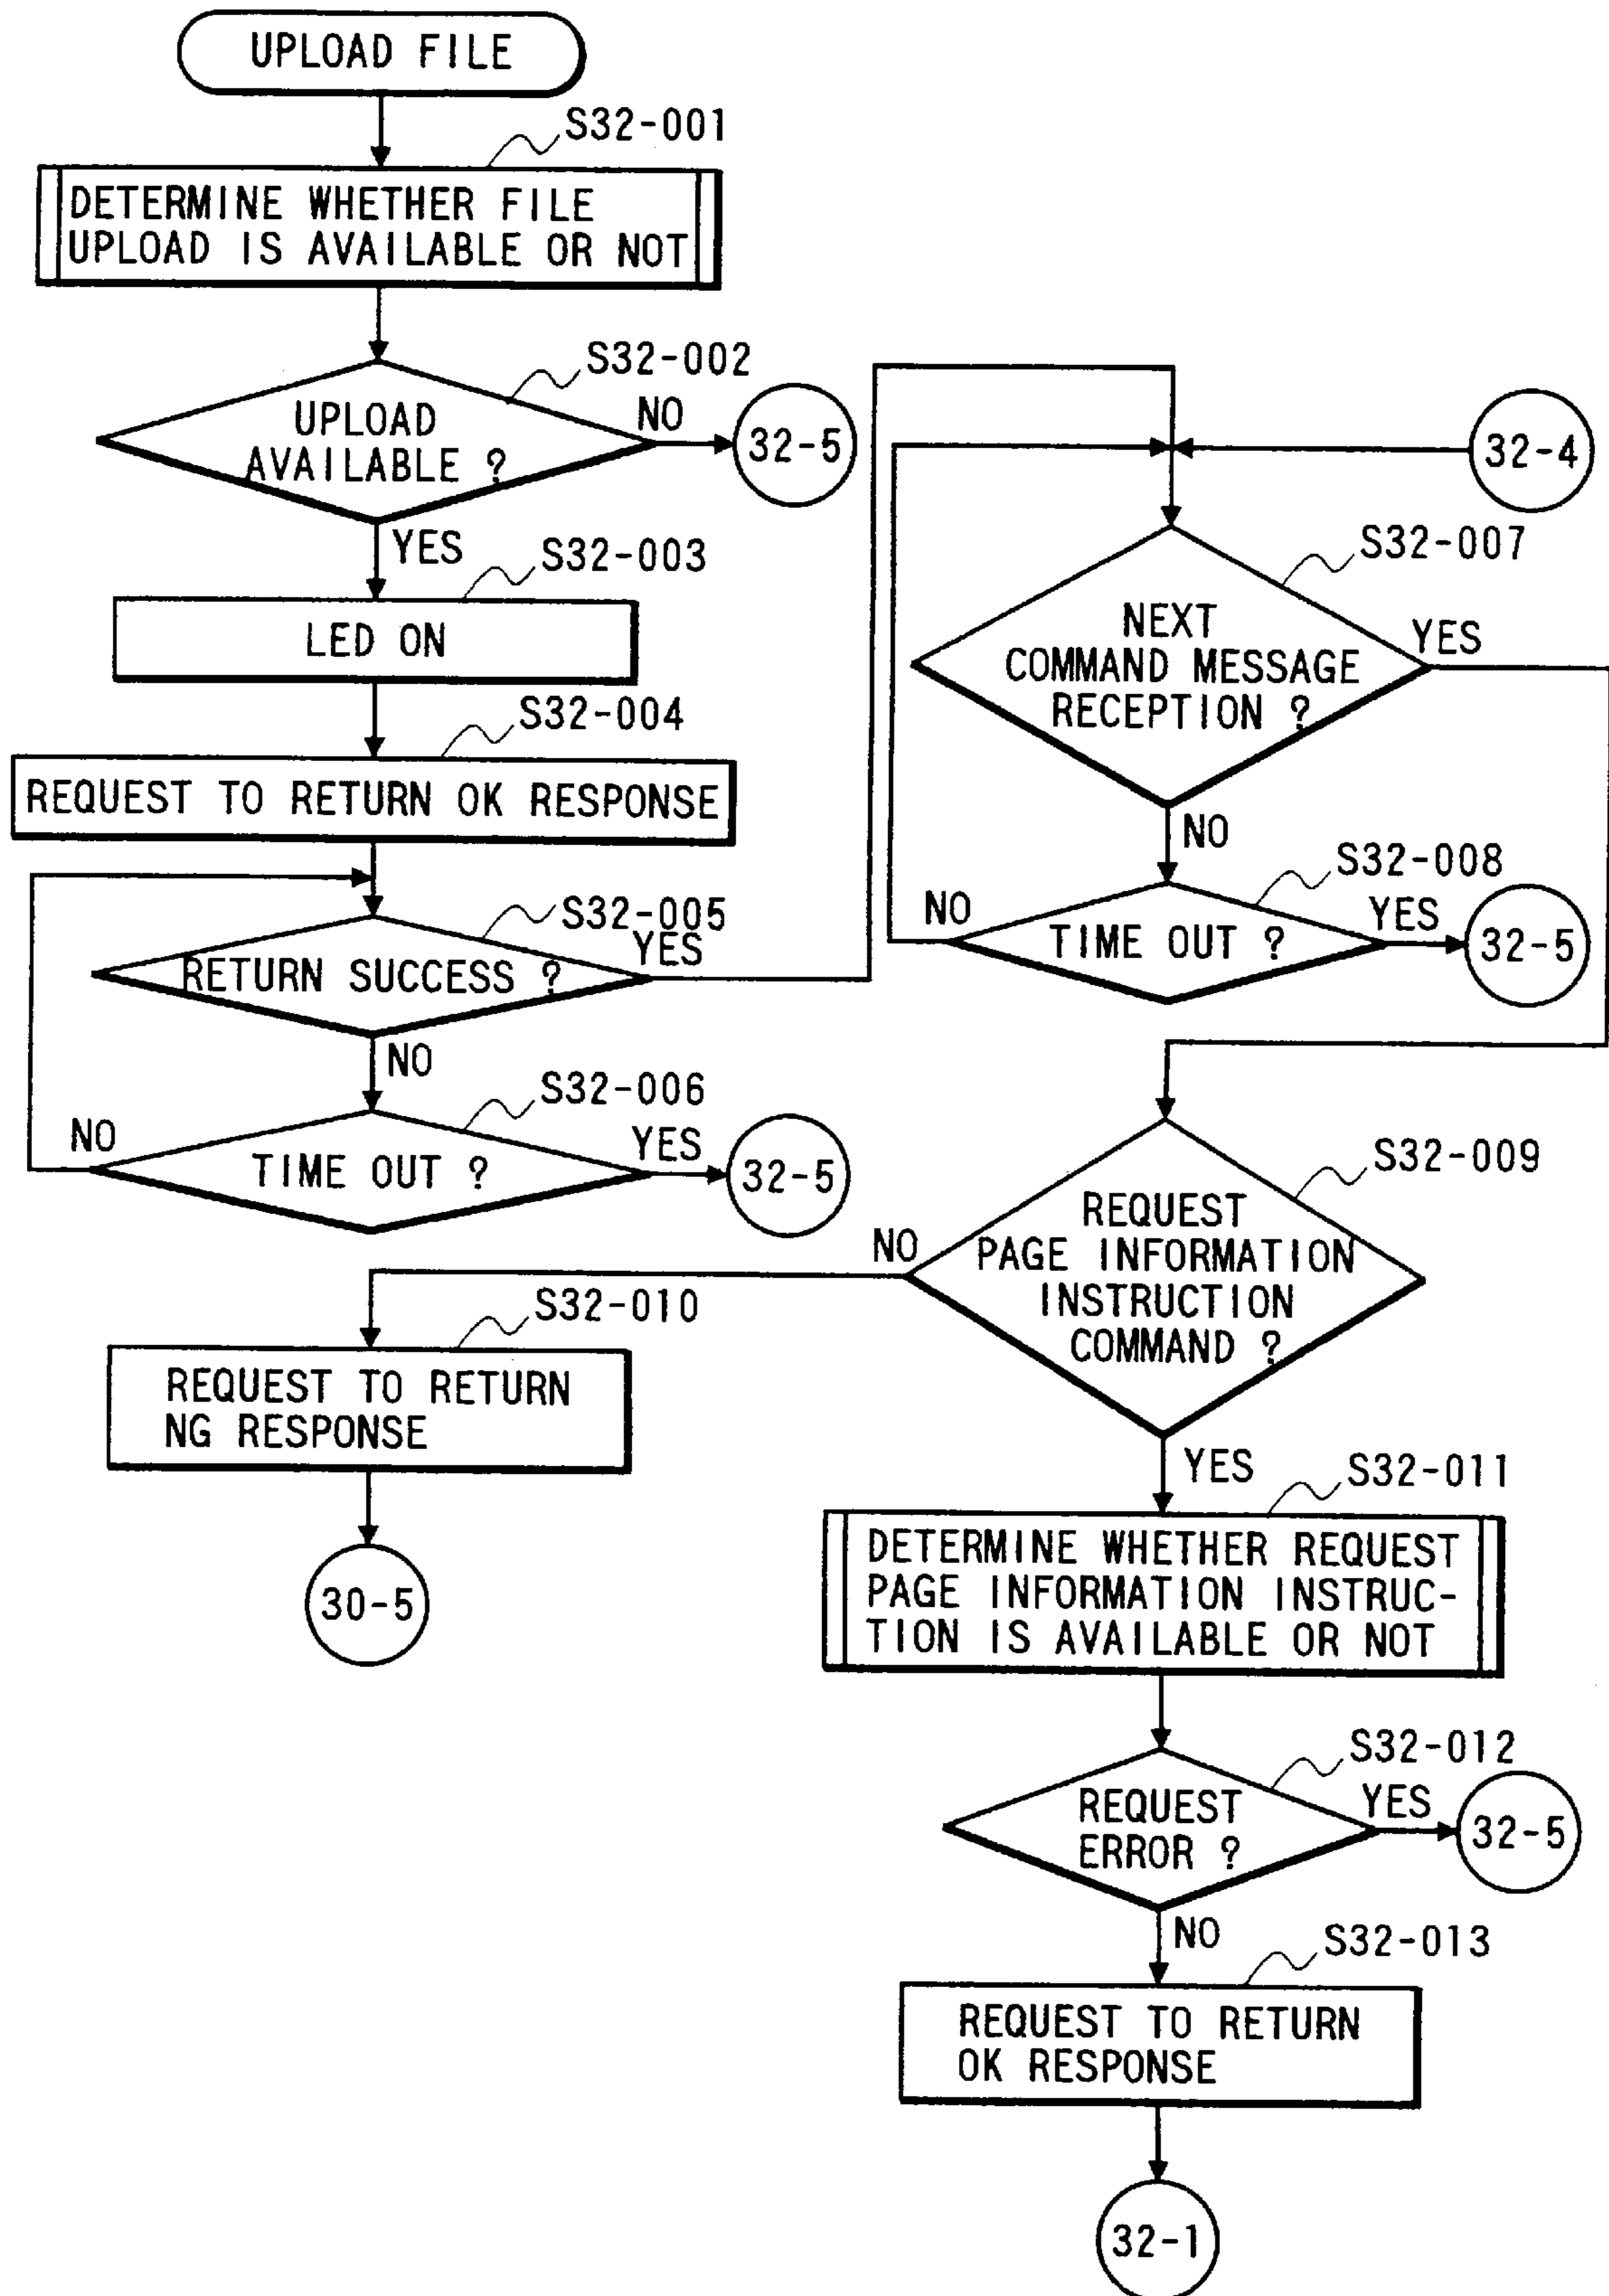 UPLOAD FILE
S32-001
DETERMINE WHETHER FILE
UPLOAD IS AVAILABLE OR NOT
S32-002
UPLOAD
AVAILABLE ?
NO
32-5
YES
S32-003
LED ON
S32-004
REQUEST TO RETURN OK RESPONSE
S32-005
RETURN SUCCESS ?
YES
NO
S32-006
TIME OUT ?
NO
YES
32-5
32-4
S32-007
NEXT
COMMAND MESSAGE
RECEPTION ?
YES
NO
S32-008
TIME OUT ?
NO
YES
32-5
S32-009
REQUEST
PAGE INFORMATION
INSTRUCTION
COMMAND ?
NO
S32-010
REQUEST TO RETURN
NG RESPONSE
30-5
YES
S32-011
DETERMINE WHETHER REQUEST
PAGE INFORMATION INSTRUC-
TION IS AVAILABLE OR NOT
S32-012
REQUEST
ERROR ?
YES
32-5
NO
S32-013
REQUEST TO RETURN
OK RESPONSE
32-1